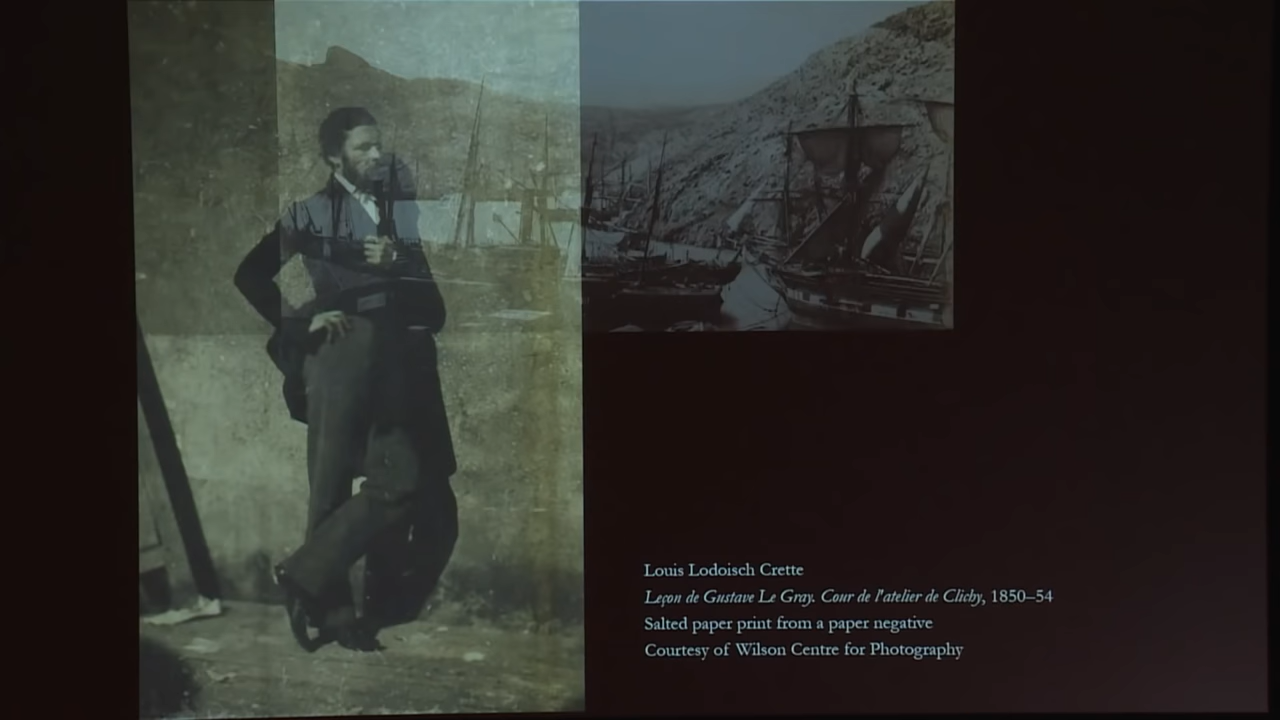 Louis Lodoisch Crette
Leçon de Gustave Le Gray. Cour de l'atelier de Clichy, 1850–54
Salted paper print from a paper negative
Courtesy of Wilson Centre for Photography